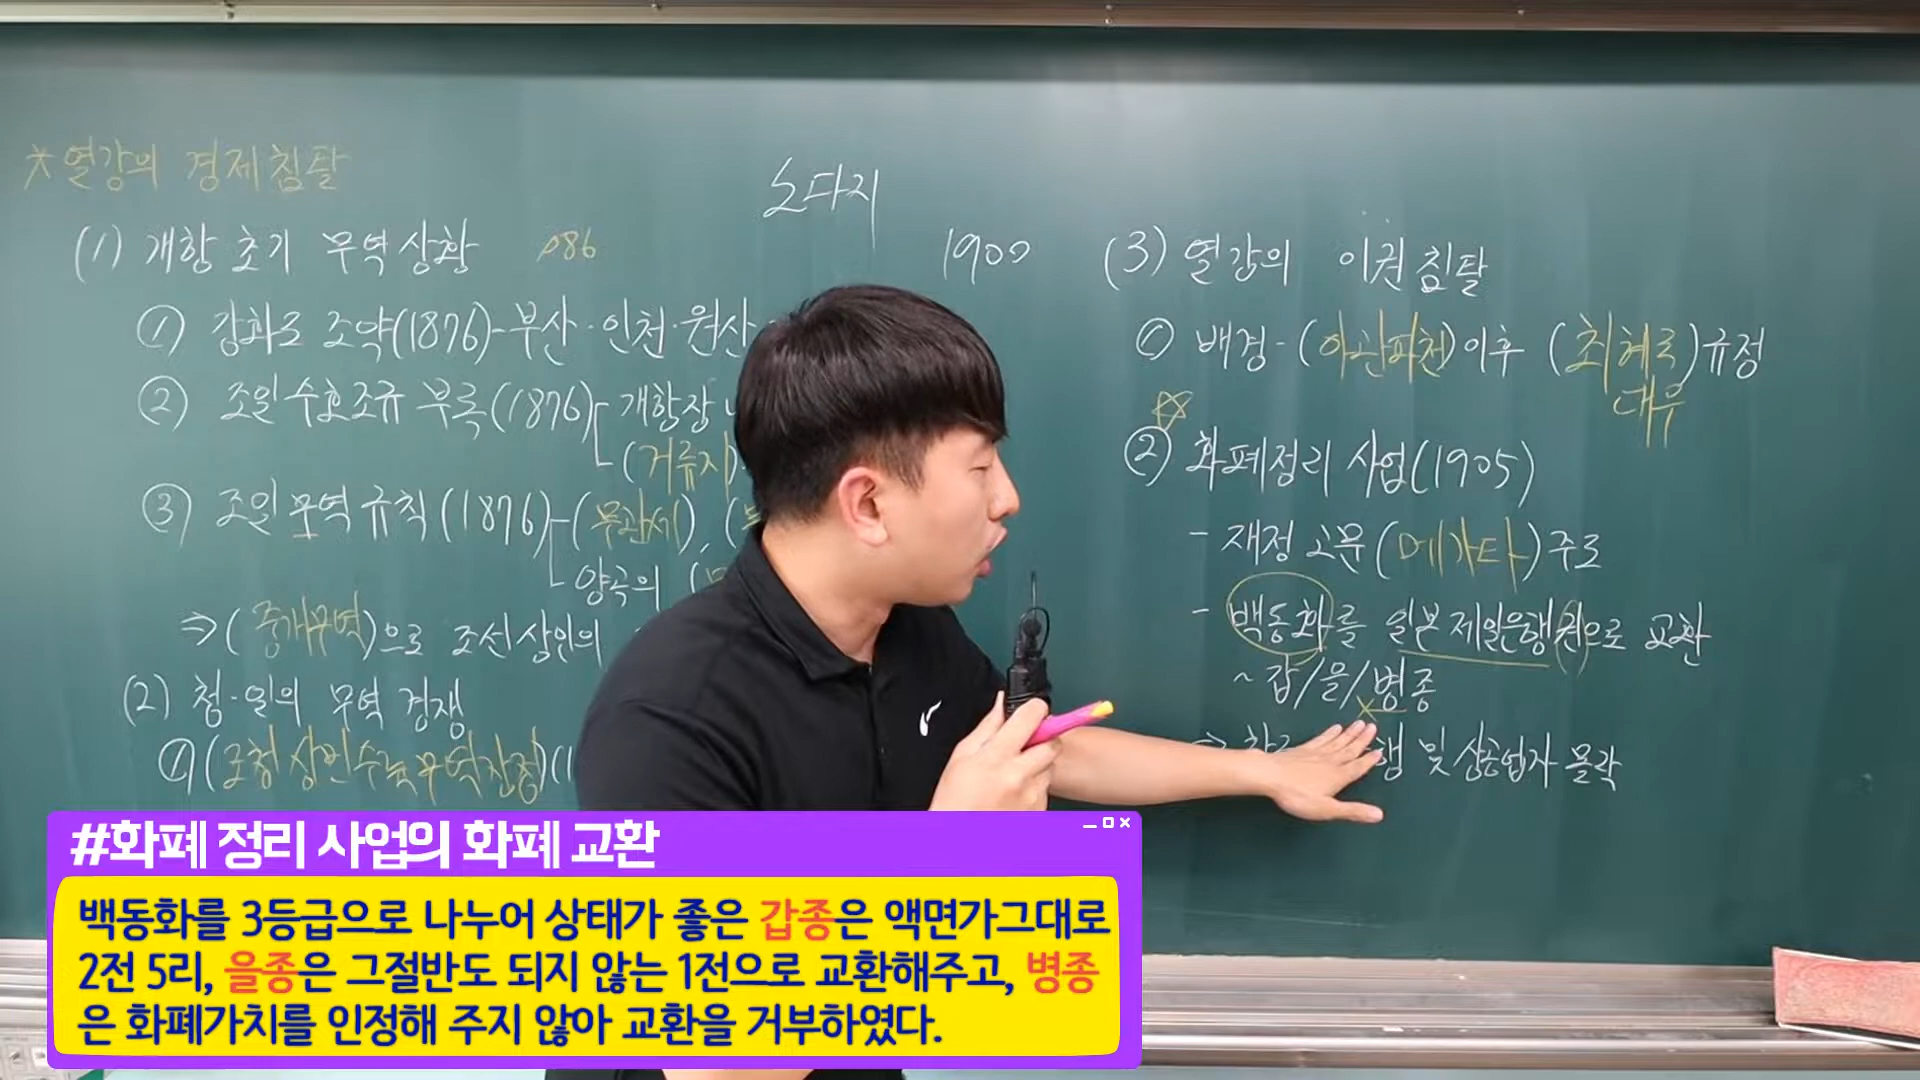 *열강의 경제침탈
노다지
(1) 개항 초기 무역상황
1900
① 강화도 조약(1876)-부산·인천·원산
② 조일수호조규 부록(1876) 개항장
(거류지)
③ 조일 무역 규칙(1876)-(무관세), (
양곡의 (
⇒(중개무역)으로 조선상인의
(2) 청·일의 무역 경쟁
①(조청상민수륙무역장정)(1
(3) 열강의 이권침탈
① 배경-(아관파천)이후 (최혜국)규정
대우
☆
② 화폐정리 사업(1905)
- 재정 고문(메가타)주도
- 백동화를 일본 제일은행(권)으로 교환
~갑/을/병종
및 상공업자 몰락
#화폐 정리 사업의 화폐 교환
백동화를 3등급으로 나누어 상태가 좋은 갑종은 액면가그대로
2전 5리, 을종은 그절반도 되지 않는 1전으로 교환해주고, 병종
은 화폐가치를 인정해 주지 않아 교환을 거부하였다.